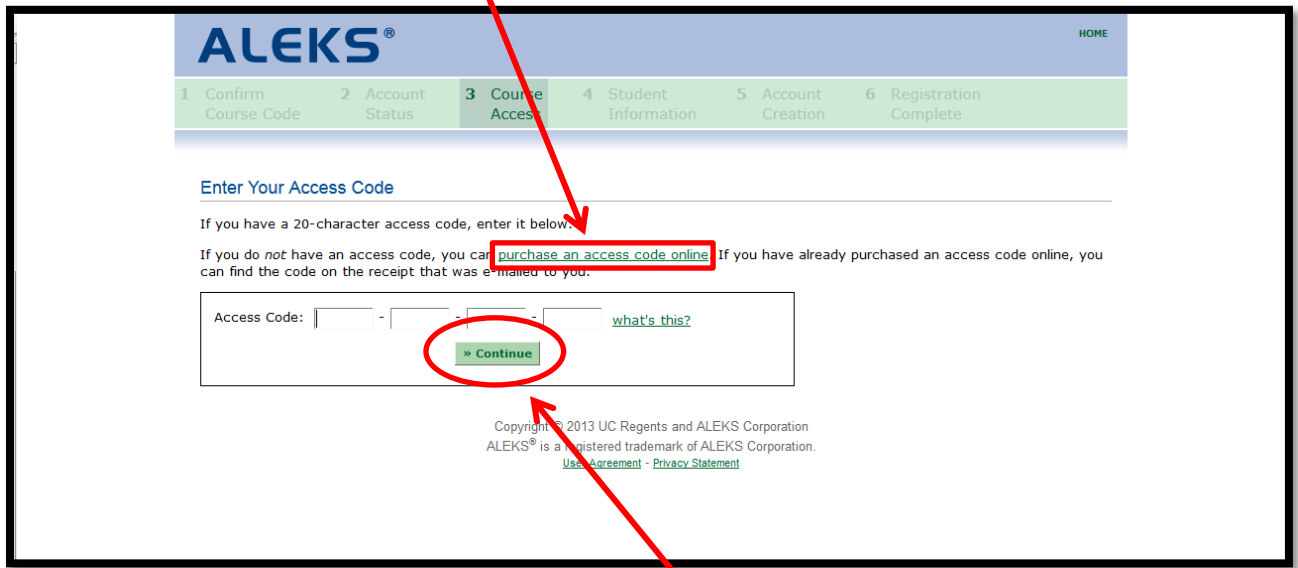 ALEKS®
HOME
1 Confirm Course Code 2 Account Status 3 Course Access 4 Student Information 5 Account Creation 6 Registration Complete
Enter Your Access Code
If you have a 20-character access code, enter it below.
If you do not have an access code, you can purchase an access code online. If you have already purchased an access code online, you
can find the code on the receipt that was e-mailed to you.
Access Code: - - - what's this?
» Continue
Copyright © 2013 UC Regents and ALEKS Corporation
ALEKS® is a registered trademark of ALEKS Corporation.
User Agreement - Privacy Statement